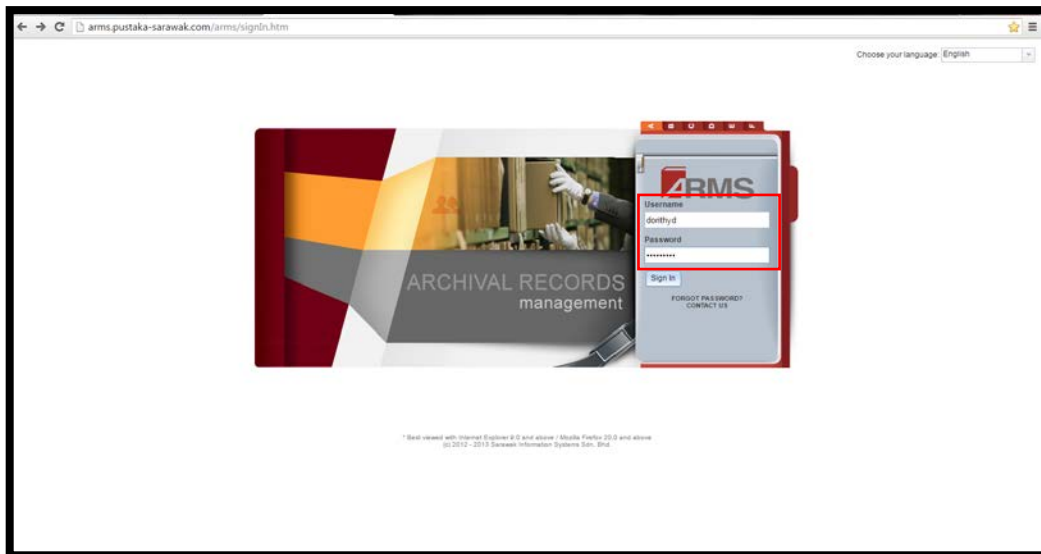 arms.pustaka-sarawak.com/arms/signIn.htm
Choose your language: English
A B C D E F
ARMS
Username
dorithyd
Password
•••••••••
Sign In
FORGOT PASSWORD?
CONTACT US
ARCHIVAL RECORDS
management
* Best viewed with Internet Explorer 9.0 and above / Mozilla Firefox 20.0 and above
(c) 2012 - 2013 Sarawak Information Systems Sdn. Bhd.